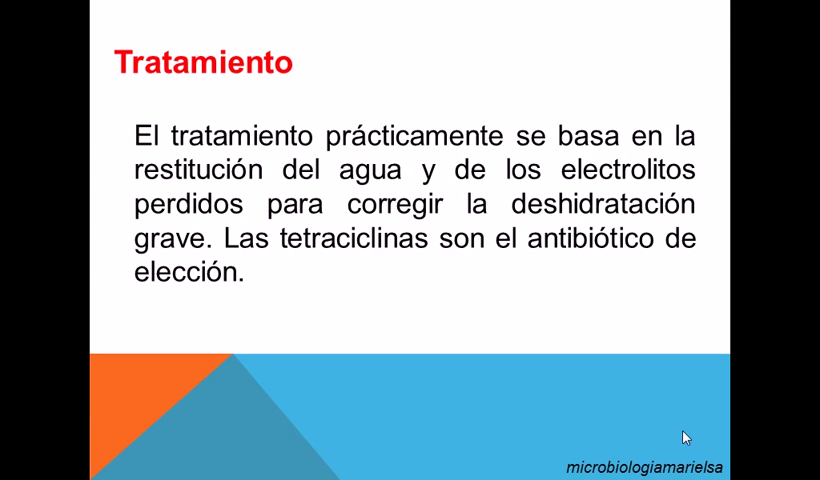 Tratamiento
El tratamiento prácticamente se basa en la
restitución del agua y de los electrolitos
perdidos para corregir la deshidratación
grave. Las tetraciclinas son el antibiótico de
elección.
microbiologiamarielsa